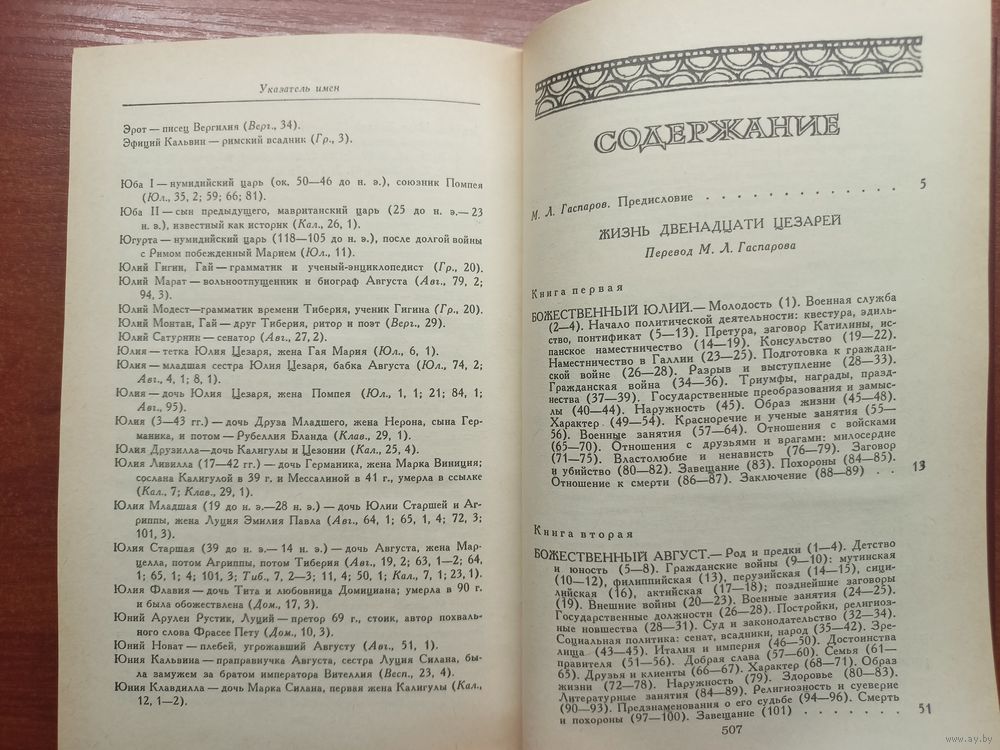 Указатель имен
Эрот — писец Вергилия (Верг., 34).
Эфиций Кальвин — римский всадник (Гр., 3).
Юба I — нумидийский царь (ок. 50—46 до н. э.), союзник Помпея
(Юл., 35, 2; 59; 66; 81).
Юба II — сын предыдущего, мавританский царь (25 до н. э.— 23
н. э.), известный как историк (Кал., 26, 1).
Югурта — нумидийский царь (118—105 до н. э.), после долгой войны
с Римом побежденный Марием (Юл., 11).
Юлий Гигин, Гай — грамматик и ученый-энциклопедист (Гр., 20).
Юлий Марат — вольноотпущенник и биограф Августа (Авг., 79, 2;
94, 3).
Юлий Модест — грамматик времени Тиберия, ученик Гигина (Гр., 20).
Юлий Монтан, Гай — друг Тиберия, ритор и поэт (Верг., 29).
Юлий Сатурнин — сенатор (Авг., 27, 2).
Юлия — тетка Юлия Цезаря, жена Гая Мария (Юл., 6, 1).
Юлия — младшая сестра Юлия Цезаря, бабка Августа (Юл., 74, 2;
Авг., 4, 1; 8, 1).
Юлия — дочь Юлия Цезаря, жена Помпея (Юл., 1, 1; 21; 84, 1;
Авг., 95).
Юлия (3—43 гг.) — дочь Друза Младшего, жена Нерона, сына Гер-
маника, и потом — Рубеллия Бланда (Клав., 29, 1).
Юлия Друзилла — дочь Калигулы и Цезонии (Кал., 25, 4).
Юлия Ливилла (17—42 гг.) — дочь Германика, жена Марка Виниция;
сослана Калигулой в 39 г. и Мессалиной в 41 г., умерла в ссылке
(Кал., 7; Клав., 29, 1).
Юлия Младшая (19 до н. э.—28 н. э.) — дочь Юлии Старшей и Аг-
риппы, жена Луция Эмилия Павла (Авг., 64, 1; 65, 1, 4; 72, 3;
101, 3).
Юлия Старшая (39 до н. э.— 14 н. э.) — дочь Августа, жена Мар-
целла, потом Агриппы, потом Тиберия (Авг., 19, 2; 63, 1—2; 64,
1; 65, 1; 4; 101, 3; Тиб., 7, 2—3; 11, 4; 50, 1; Кал., 7, 1; 23, 1).
Юлия Флавия — дочь Тита и любовница Домициана; умерла в 90 г
и была обожествлена (Дом., 17, 3).
Юний Арулен Рустик, Луций — претор 69 г., стоик, автор похваль-
ного слова Фрасее Пету (Дом., 10, 3).
Юний Новат — плебей, угрожавший Августу (Авг., 51, 1).
Юния Кальвина — праправнучка Августа, сестра Луция Силана, бы-
ла замужем за братом императора Вителлия (Весп., 23, 4).
Юния Клавдилла — дочь Марка Силана, первая жена Калигулы (Кал.,
12, 1—2).
СОДЕРЖАНИЕ
М. Л. Гаспаров. Предисловие . . . . . . . . . . 5
ЖИЗНЬ ДВЕНАДЦАТИ ЦЕЗАРЕЙ
Перевод М. Л. Гаспарова
Книга первая
БОЖЕСТВЕННЫЙ ЮЛИЙ.— Молодость (1). Военная служба
(2—4). Начало политической деятельности: квестура, эдиль-
ство, понтификат (5—13). Претура, заговор Катилины, ис-
панское наместничество (14—19). Консульство (19—22).
Наместничество в Галлии (23—25). Подготовка к граждан-
ской войне (26—28). Разрыв и выступление (28—33).
Гражданская война (34—36). Триумфы, награды, празд-
нества (37—39). Государственные преобразования и замыс-
лы (40—44). Наружность (45). Образ жизни (45—48).
Характер (49—54). Красноречие и ученые занятия (55—
56). Военные занятия (57—64). Отношения с войсками
(65—70). Отношения с друзьями и врагами: милосердие
(71—75). Властолюбие и ненависть (76—79). Заговор
и убийство (80—82). Завещание (83). Похороны (84—85).
Отношение к смерти (86—87). Заключение (88—89) . . 13
Книга вторая
БОЖЕСТВЕННЫЙ АВГУСТ.— Род и предки (1—4). Детство
и юность (5—8). Гражданские войны (9—10): мутинская
(10—12), филиппийская (13), перузийская (14—15), сици-
лийская (16), актийская (17—18); позднейшие заговоры
(19). Внешние войны (20—23). Военные занятия (24—25).
Государственные должности (26—28). Постройки, религиоз-
ные новшества (28—31). Суд и законодательство (32—34).
Социальная политика: сенат, всадники, народ (35—42). Зре-
лища (43—45). Италия и империя (46—50). Достоинства
правителя (51—56). Добрая слава (57—60). Семья (61—
65). Друзья и клиенты (66—67). Характер (68—71). Образ
жизни (72—78). Наружность (79). Здоровье (80—83).
Литературные занятия (84—89). Религиозность и суеверие
(90—93). Предзнаменования о его судьбе (94—96). Смерть
и похороны (97—100). Завещание (101) . . . . . . . 51
507
www.ay.by